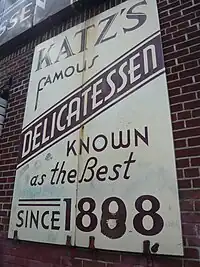 KATZ'S
famous
DELICATESSEN
KNOWN
as the Best
SINCE 1888